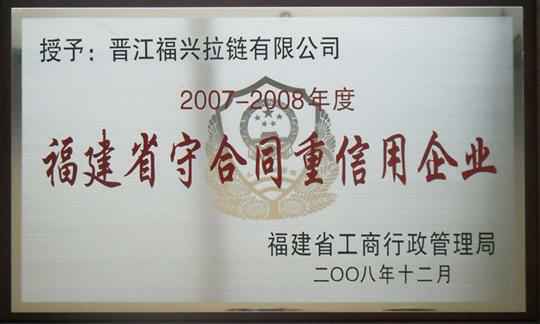 授予：晋江福兴拉链有限公司
2007-2008年度
福建省守合同重信用企业
福建省工商行政管理局
二〇〇八年十二月